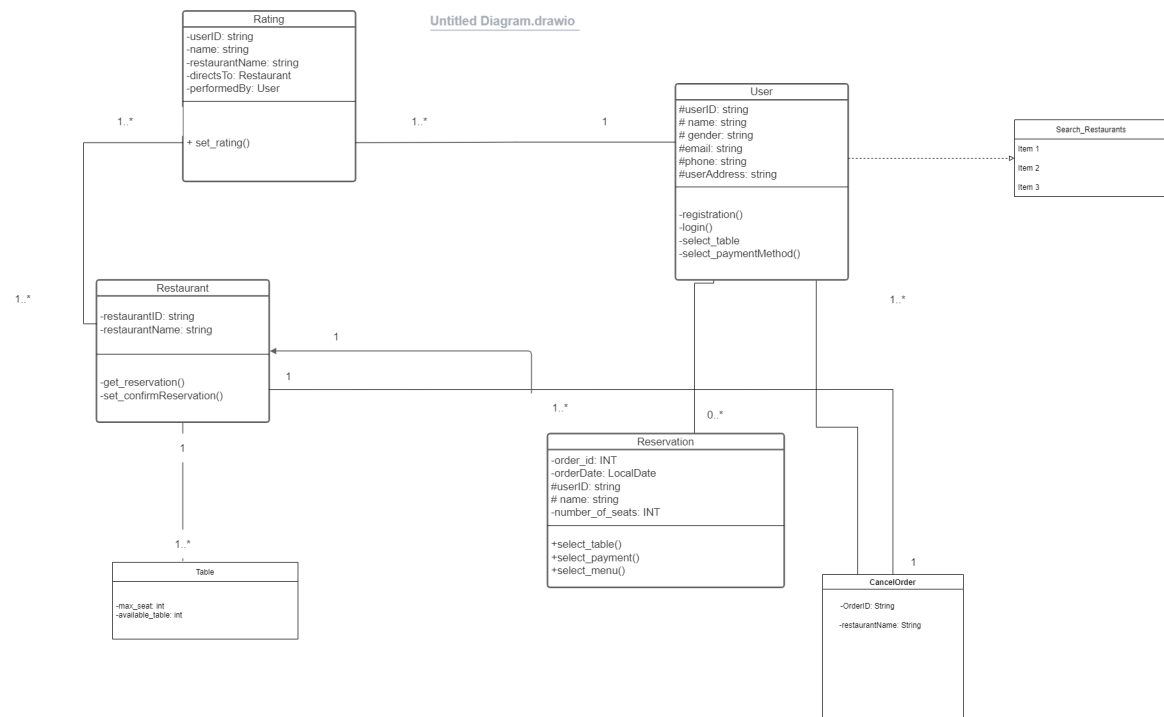 Untitled Diagram.drawio
Rating
-userID: string
-name: string
-restaurantName: string
-directsTo: Restaurant
-performedBy: User
+ set_rating()
1..*
1..*
1
User
#userID: string
# name: string
# gender: string
#email: string
#phone: string
#userAddress: string
-registration()
-login()
-select_table
-select_paymentMethod()
Search_Restaurants
Item 1
Item 2
Item 3
1..*
Restaurant
-restaurantID: string
-restaurantName: string
-get_reservation()
-set_confirmReservation()
1..*
1
1
1..*
0..*
Reservation
-order_id: INT
-orderDate: LocalDate
#userID: string
# name: string
-number_of_seats: INT
+select_table()
+select_payment()
+select_menu()
1
1..*
Table
-max_seat: int
-available_table: int
1
CancelOrder
-OrderID: String
-restaurantName: String